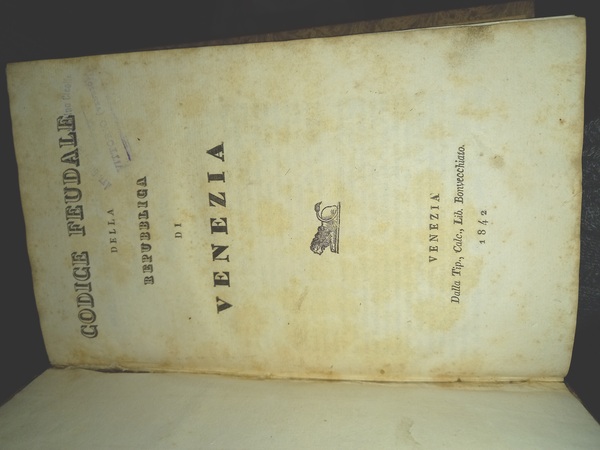 CODICE FEUDALE
DELLA
REPUBBLICA
DI
VENEZIA
VENEZIA
Dalla Tip., Calc., Lib. Bonvecchiato.
1842